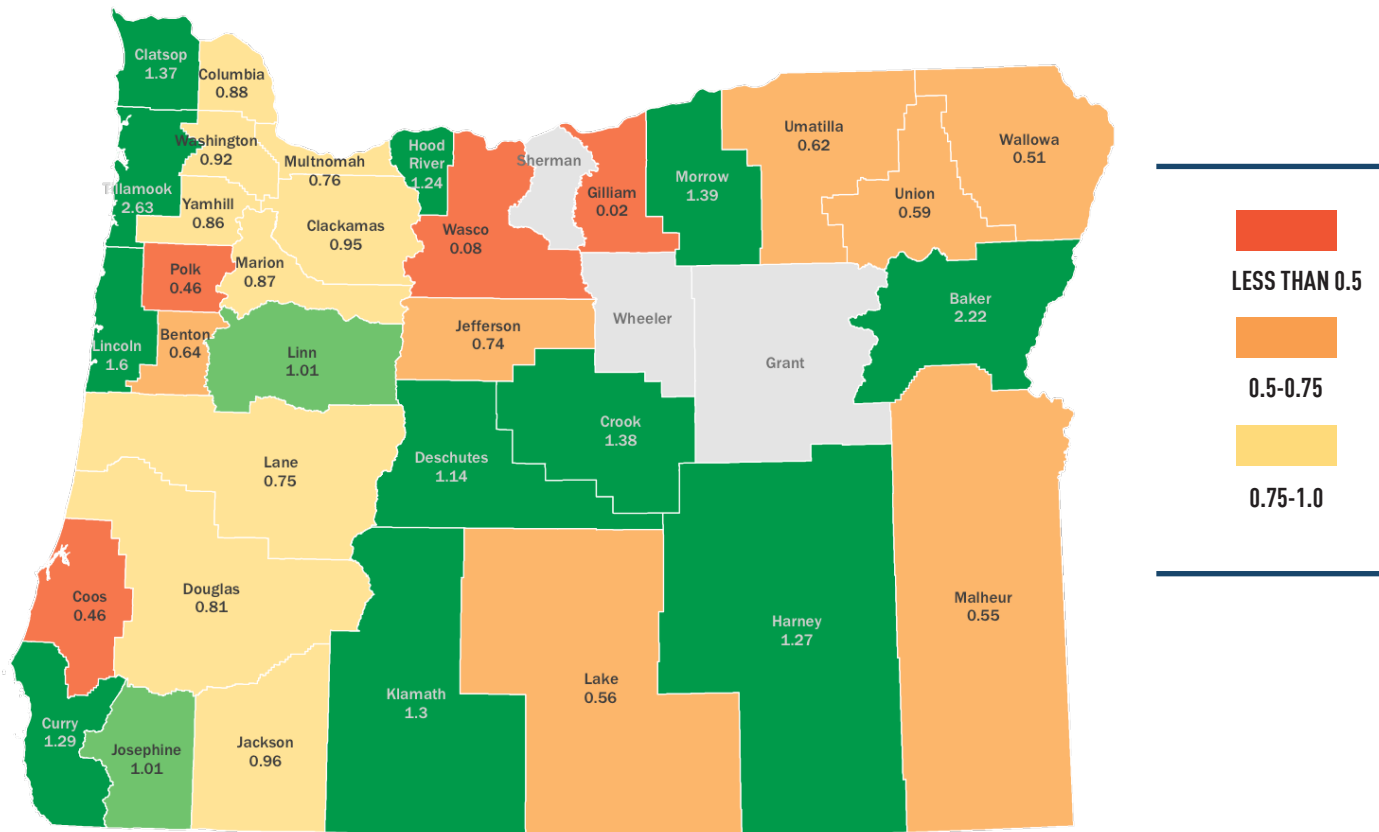 Clatsop
1.37
Columbia
0.88
Washington
0.92
Tillamook
2.63
Multnomah
0.76
Hood
River
1.24
Sherman
Gilliam
0.02
Morrow
1.39
Umatilla
0.62
Wallowa
0.51
Union
0.59
Yamhill
0.86
Clackamas
0.95
Wasco
0.08
Polk
0.46
Marion
0.87
Lincoln
1.6
Benton
0.64
Linn
1.01
Jefferson
0.74
Wheeler
Grant
Baker
2.22
Crook
1.38
Deschutes
1.14
Lane
0.75
Coos
0.46
Douglas
0.81
Harney
1.27
Malheur
0.55
Lake
0.56
Klamath
1.3
Curry
1.29
Josephine
1.01
Jackson
0.96
LESS THAN 0.5
0.5-0.75
0.75-1.0